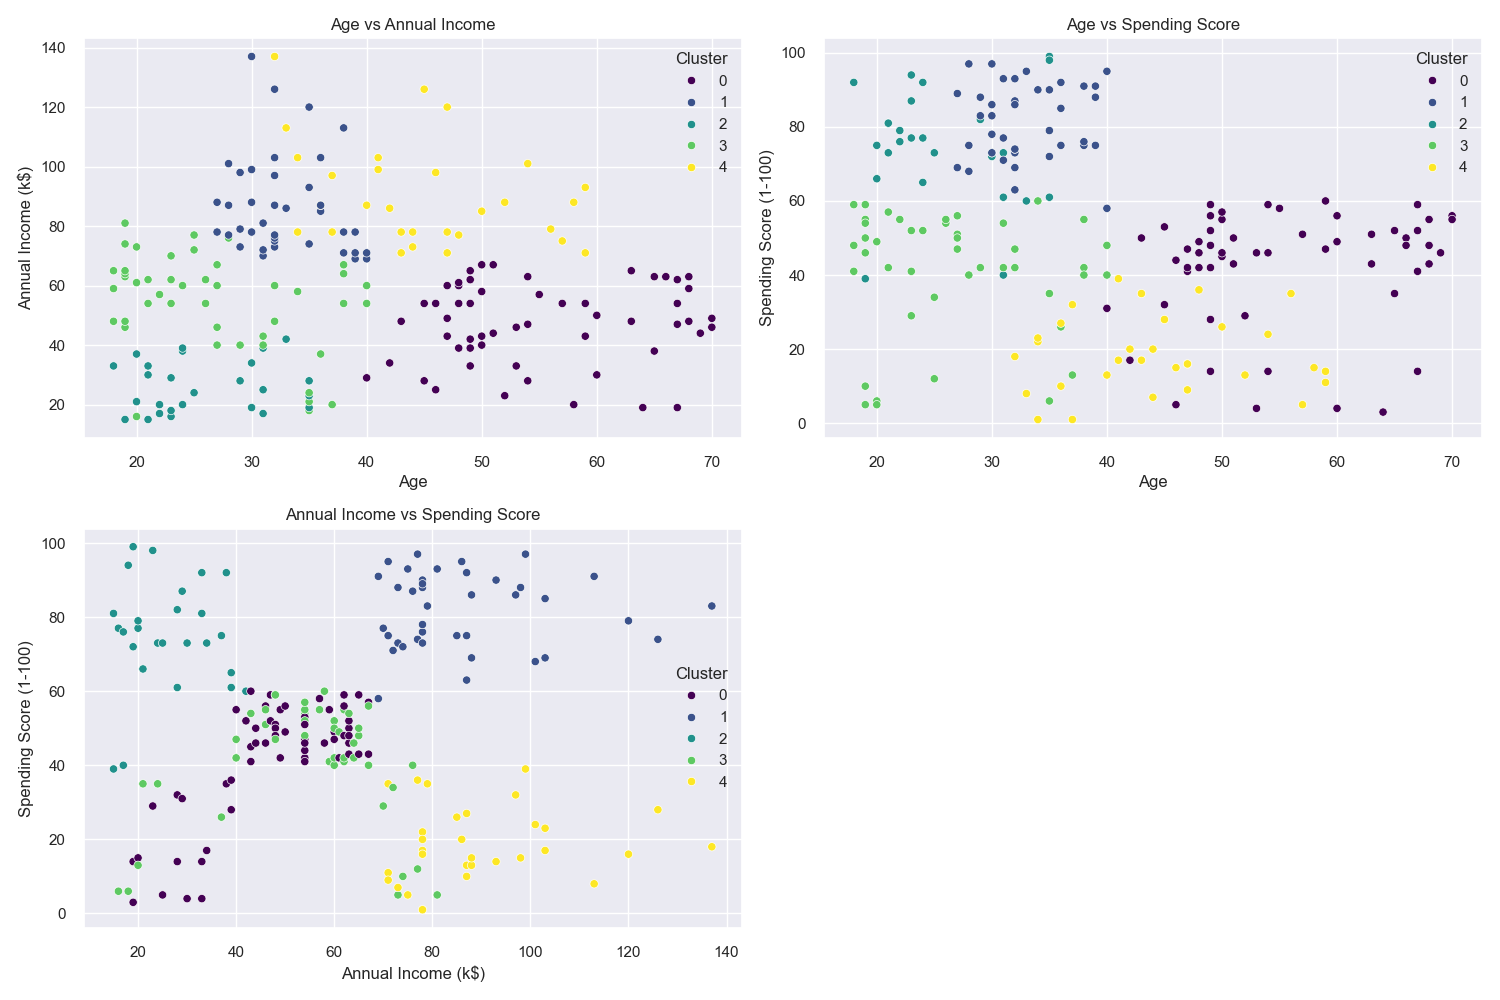 Age vs Annual Income
Annual Income (k$)
140
120
100
80
60
40
20
20 30 40 50 60 70
Age
Cluster
0
1
2
3
4
Age vs Spending Score
Spending Score (1-100)
100
80
60
40
20
0
20 30 40 50 60 70
Age
Cluster
0
1
2
3
4
Annual Income vs Spending Score
Spending Score (1-100)
100
80
60
40
20
0
20 40 60 80 100 120 140
Annual Income (k$)
Cluster
0
1
2
3
4